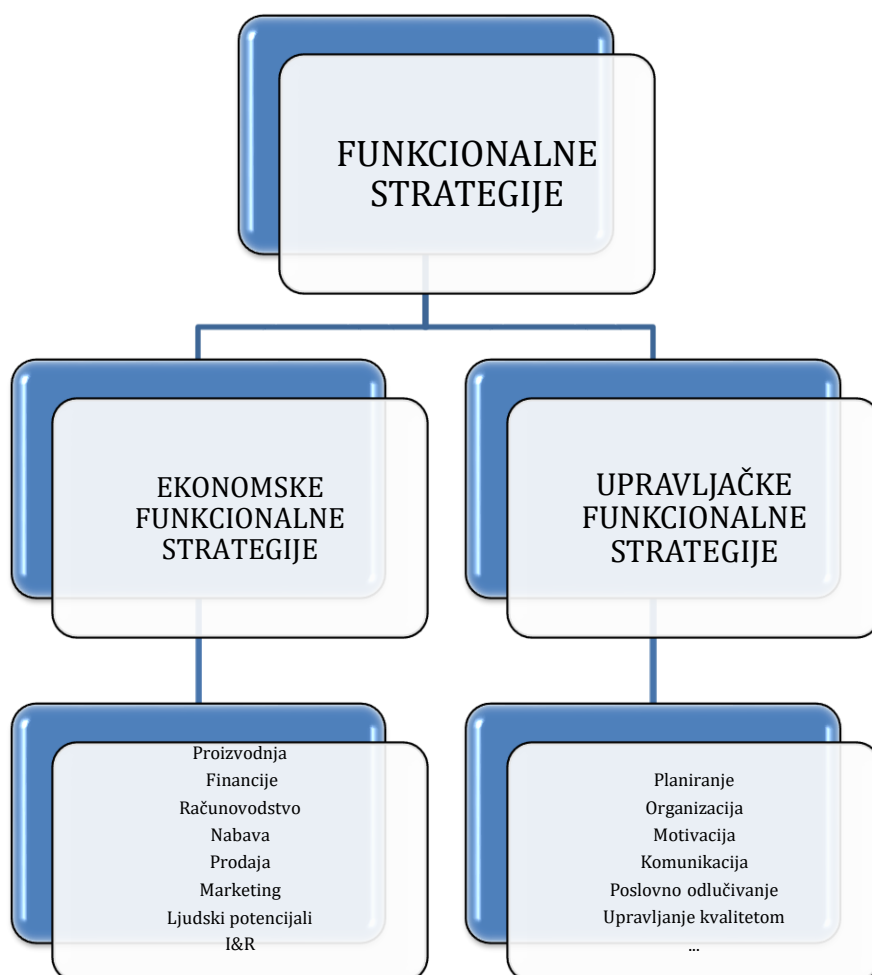 FUNKCIONALNE
STRATEGIJE
EKONOMSKE
FUNKCIONALNE
STRATEGIJE
UPRAVLJAČKE
FUNKCIONALNE
STRATEGIJE
Proizvodnja
Financije
Računovodstvo
Nabava
Prodaja
Marketing
Ljudski potencijali
I&R
Planiranje
Organizacija
Motivacija
Komunikacija
Poslovno odlučivanje
Upravljanje kvalitetom
...